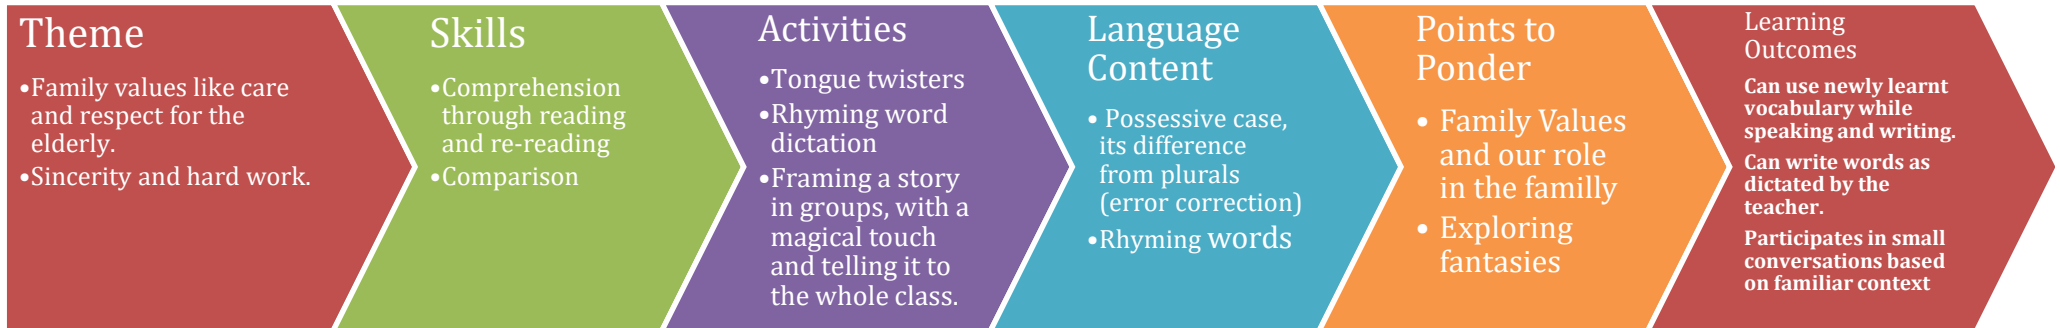 Theme
•Family values like care
and respect for the
elderly.
•Sincerity and hard work.
Skills
•Comprehension
through reading
and re-reading
•Comparison
Activities
•Tongue twisters
•Rhyming word
dictation
•Framing a story
in groups, with a
magical touch
and telling it to
the whole class.
Language
Content
• Possessive case,
its difference
from plurals
(error correction)
•Rhyming words
Points to
Ponder
• Family Values
and our role
in the familly
• Exploring
fantasies
Learning
Outcomes
Can use newly learnt
vocabulary while
speaking and writing.
Can write words as
dictated by the
teacher.
Participates in small
conversations based
on familiar context